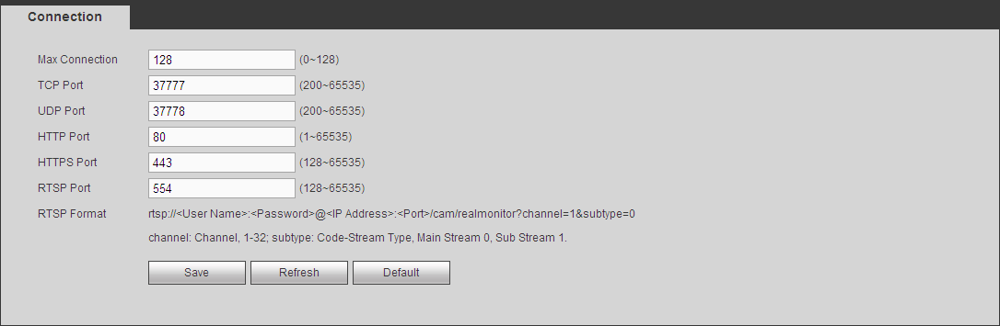 Connection
Max Connection 128 (0~128)
TCP Port 37777 (200~65535)
UDP Port 37778 (200~65535)
HTTP Port 80 (1~65535)
HTTPS Port 443 (128~65535)
RTSP Port 554 (128~65535)
RTSP Format rtsp://<User Name>:<Password>@<IP Address>:<Port>/cam/realmonitor?channel=1&subtype=0
channel: Channel, 1-32; subtype: Code-Stream Type, Main Stream 0, Sub Stream 1.
Save Refresh Default